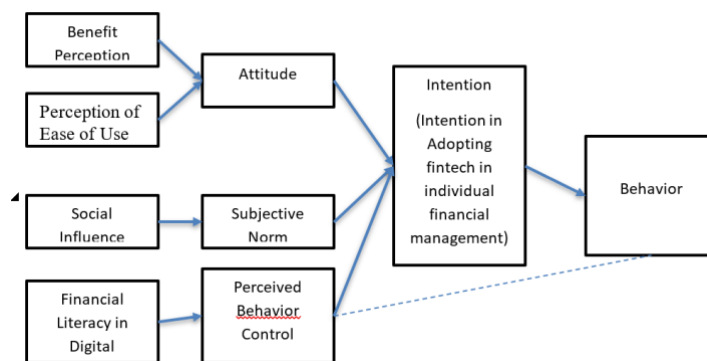 Benefit
Perception
Perception of
Ease of Use
Attitude
Social
Influence
Subjective
Norm
Financial
Literacy in
Digital
Perceived
Behavior
Control
Intention
(Intention in
Adopting
fintech in
individual
financial
management)
Behavior